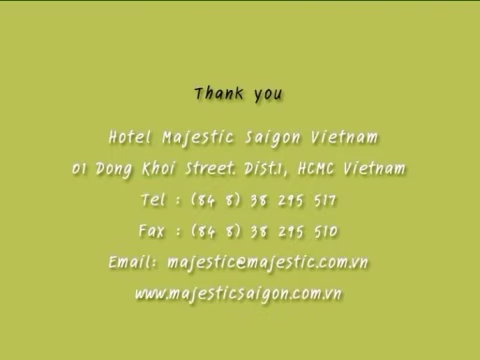 Thank you
Hotel Majestic Saigon Vietnam
01 Dong Khoi Street. Dist.1, HCMC Vietnam
Tel : (84 8) 38 295 517
Fax : (84 8) 38 295 510
Email: majestic@majestic.com.vn
www.majesticsaigon.com.vn